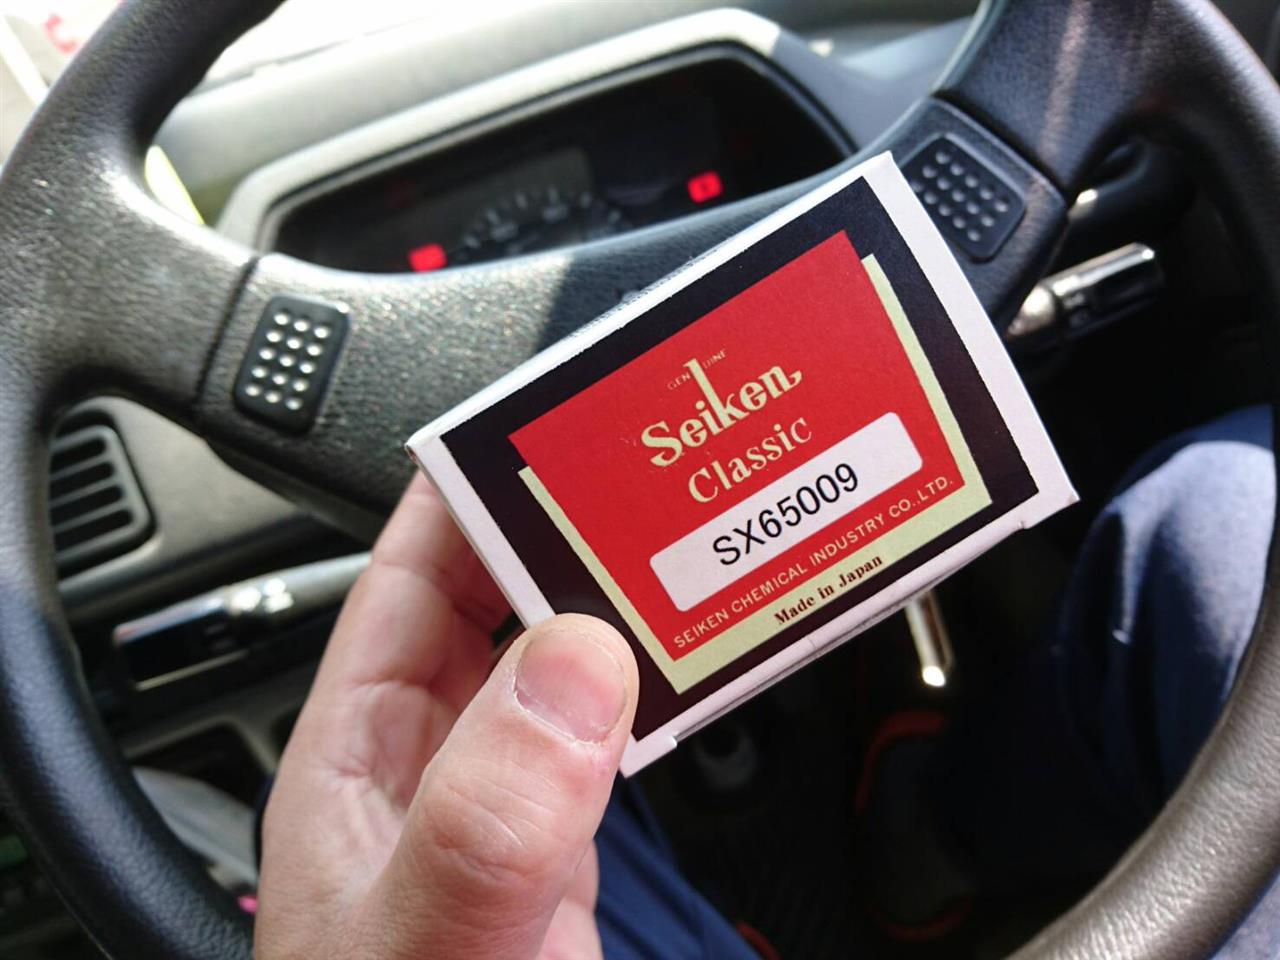 GENUINE
Seiken
Classic
SX65009
SEIKEN CHEMICAL INDUSTRY CO.,LTD.
Made in Japan